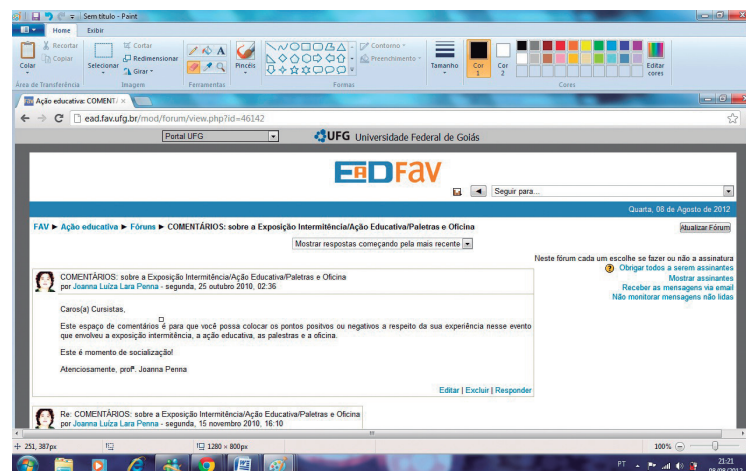 Sem título - Paint
Home Exibir
Colar
Recortar
Copiar
Selecionar
Cortar
Redimensionar
Girar
Pincéis
Contorno
Preenchimento
Tamanho
Cor 1
Cor 2
Editar cores
Área de Transferência Imagem Ferramentas Formas Cores
Ação educativa: COMENT
ead.fav.ufg.br/mod/forum/view.php?id=46142
Portal UFG UFG Universidade Federal de Goiás
EaDFaV
Seguir para...
Quarta, 08 de Agosto de 2012
FAV ► Ação educativa ► Fóruns ► COMENTÁRIOS: sobre a Exposição Intermitência/Ação Educativa/Paletras e Oficina Atualizar Fórum
Mostrar respostas começando pela mais recente
Neste fórum cada um escolhe se fazer ou não a assinatura
Obrigar todos a serem assinantes
Mostrar assinantes
Receber as mensagens via email
Não monitorar mensagens não lidas
COMENTÁRIOS: sobre a Exposição Intermitência/Ação Educativa/Paletras e Oficina
por Joanna Luíza Lara Penna - segunda, 25 outubro 2010, 02:36
Caros(a) Cursistas,
Este espaço de comentários é para que você possa colocar os pontos positvos ou negativos a respeito da sua experiência nesse evento
que envolveu a exposição intermitência, a ação educativa, as palestras e a oficina.
Este é momento de socialização!
Atenciosamente, profª. Joanna Penna
Editar | Excluir | Responder
Re: COMENTÁRIOS: sobre a Exposição Intermitência/Ação Educativa/Paletras e Oficina
por Joanna Luíza Lara Penna - segunda, 15 novembro 2010, 16:10
251, 387px 1280 × 800px 100%
PT 21:21
08/08/2012